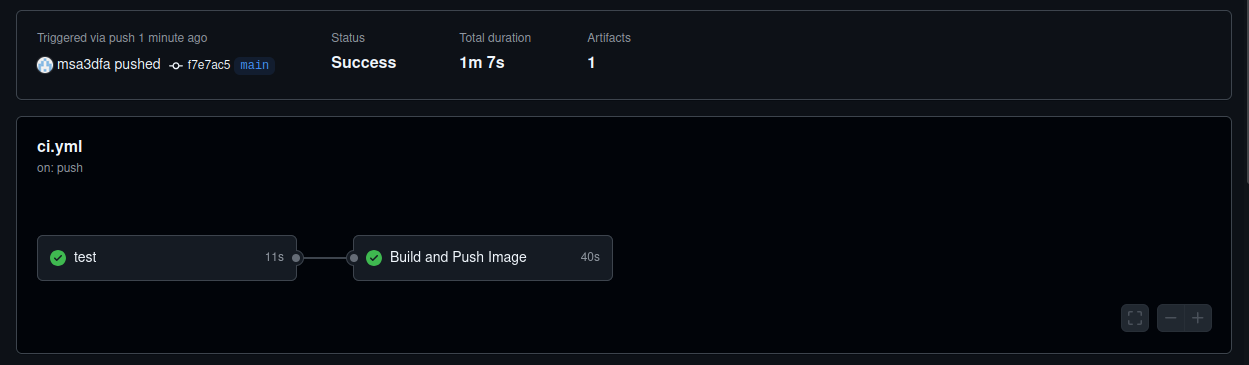 Triggered via push 1 minute ago
msa3dfa pushed f7e7ac5 main
Status
Success
Total duration
1m 7s
Artifacts
1
ci.yml
on: push
test 11s
Build and Push Image 40s